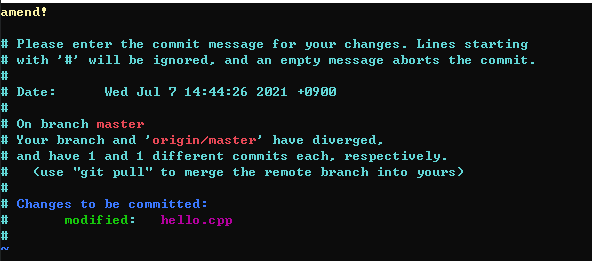 amend!
# Please enter the commit message for your changes. Lines starting
# with '#' will be ignored, and an empty message aborts the commit.
#
# Date:      Wed Jul 7 14:44:26 2021 +0900
#
# On branch master
# Your branch and 'origin/master' have diverged,
# and have 1 and 1 different commits each, respectively.
#   (use "git pull" to merge the remote branch into yours)
#
# Changes to be committed:
#       modified:   hello.cpp
#
~